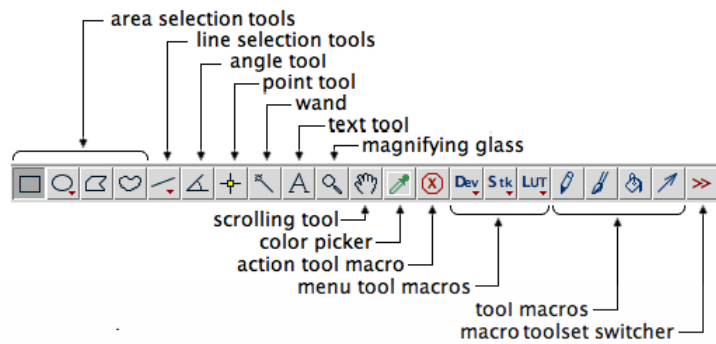 area selection tools
line selection tools
angle tool
point tool
wand
text tool
magnifying glass
A Dev Stk LUT >>
scrolling tool
color picker
action tool macro
menu tool macros
tool macros
macro toolset switcher